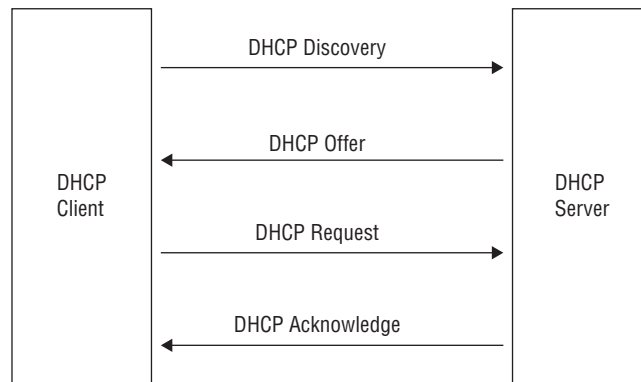 DHCP Discovery
DHCP Offer
DHCP
Client
DHCP
Server
DHCP Request
DHCP Acknowledge